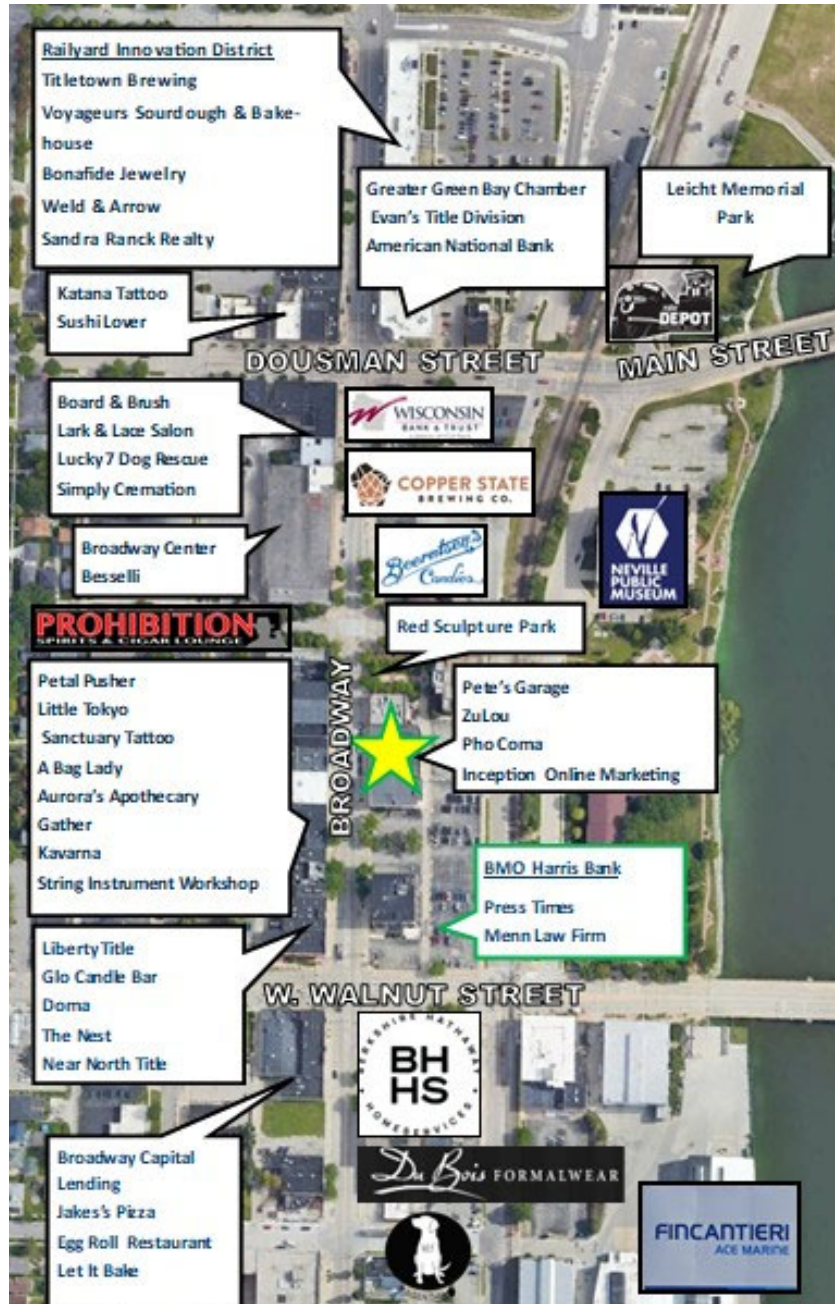 Railyard Innovation District
Titletown Brewing
Voyageurs Sourdough & Bake-
house
Bonafide Jewelry
Weld & Arrow
Sandra Ranck Realty
Greater Green Bay Chamber
Evan's Title Division
American National Bank
Leicht Memorial
Park
Katana Tattoo
Sushi Lover
DEPOT
DOUSMAN STREET
MAIN STREET
Board & Brush
Lark & Lace Salon
Lucky 7 Dog Rescue
Simply Cremation
WISCONSIN
BANK & TRUST
COPPER STATE
BREWING CO.
Broadway Center
Besselli
Beerntsen's
Candies
NEVILLE
PUBLIC
MUSEUM
PROHIBITION
SPIRITS & CIGAR LOUNGE
Red Sculpture Park
BROADWAY
Petal Pusher
Little Tokyo
Sanctuary Tattoo
A Bag Lady
Aurora's Apothecary
Gather
Kavarna
String Instrument Workshop
Pete's Garage
ZuLou
Pho Coma
Inception Online Marketing
BMO Harris Bank
Press Times
Menn Law Firm
Liberty Title
Glo Candle Bar
Doma
The Nest
Near North Title
W. WALNUT STREET
BERKSHIRE HATHAWAY
BH
HS
HOMESERVICES
Du Bois FORMALWEAR
Broadway Capital
Lending
Jakes's Pizza
Egg Roll Restaurant
Let It Bake
FINCANTIERI
ACE MARINE